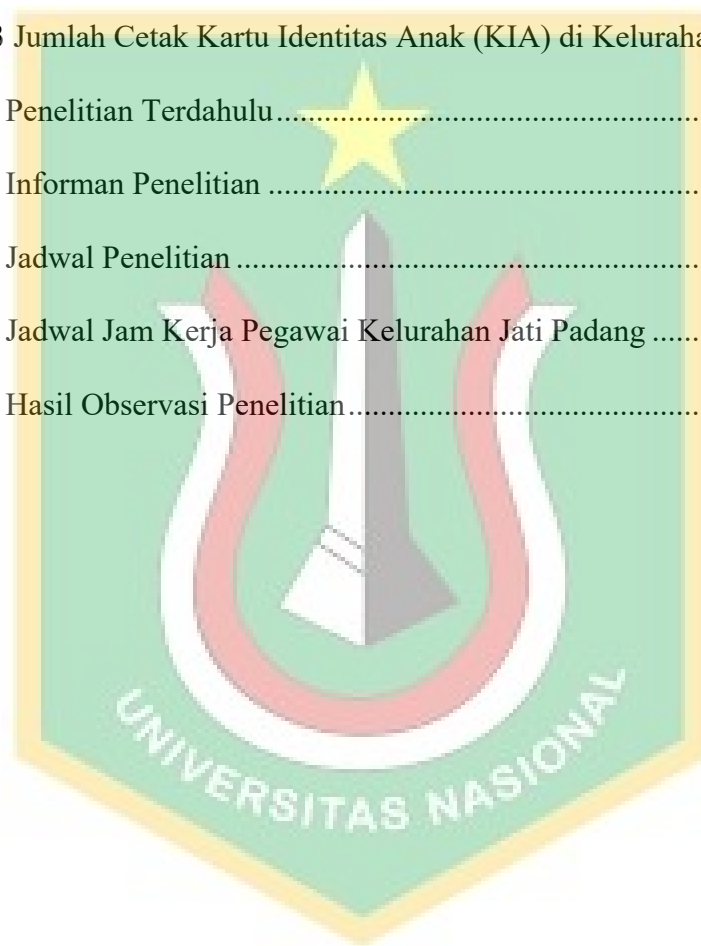 3 Jumlah Cetak Kartu Identitas Anak (KIA) di Keluraha
Penelitian Terdahulu......................................................
Informan Penelitian ......................................................
Jadwal Penelitian ..........................................................
Jadwal Jam Kerja Pegawai Kelurahan Jati Padang ......
Hasil Observasi Penelitian.............................................
UNIVERSITAS NASIONAL